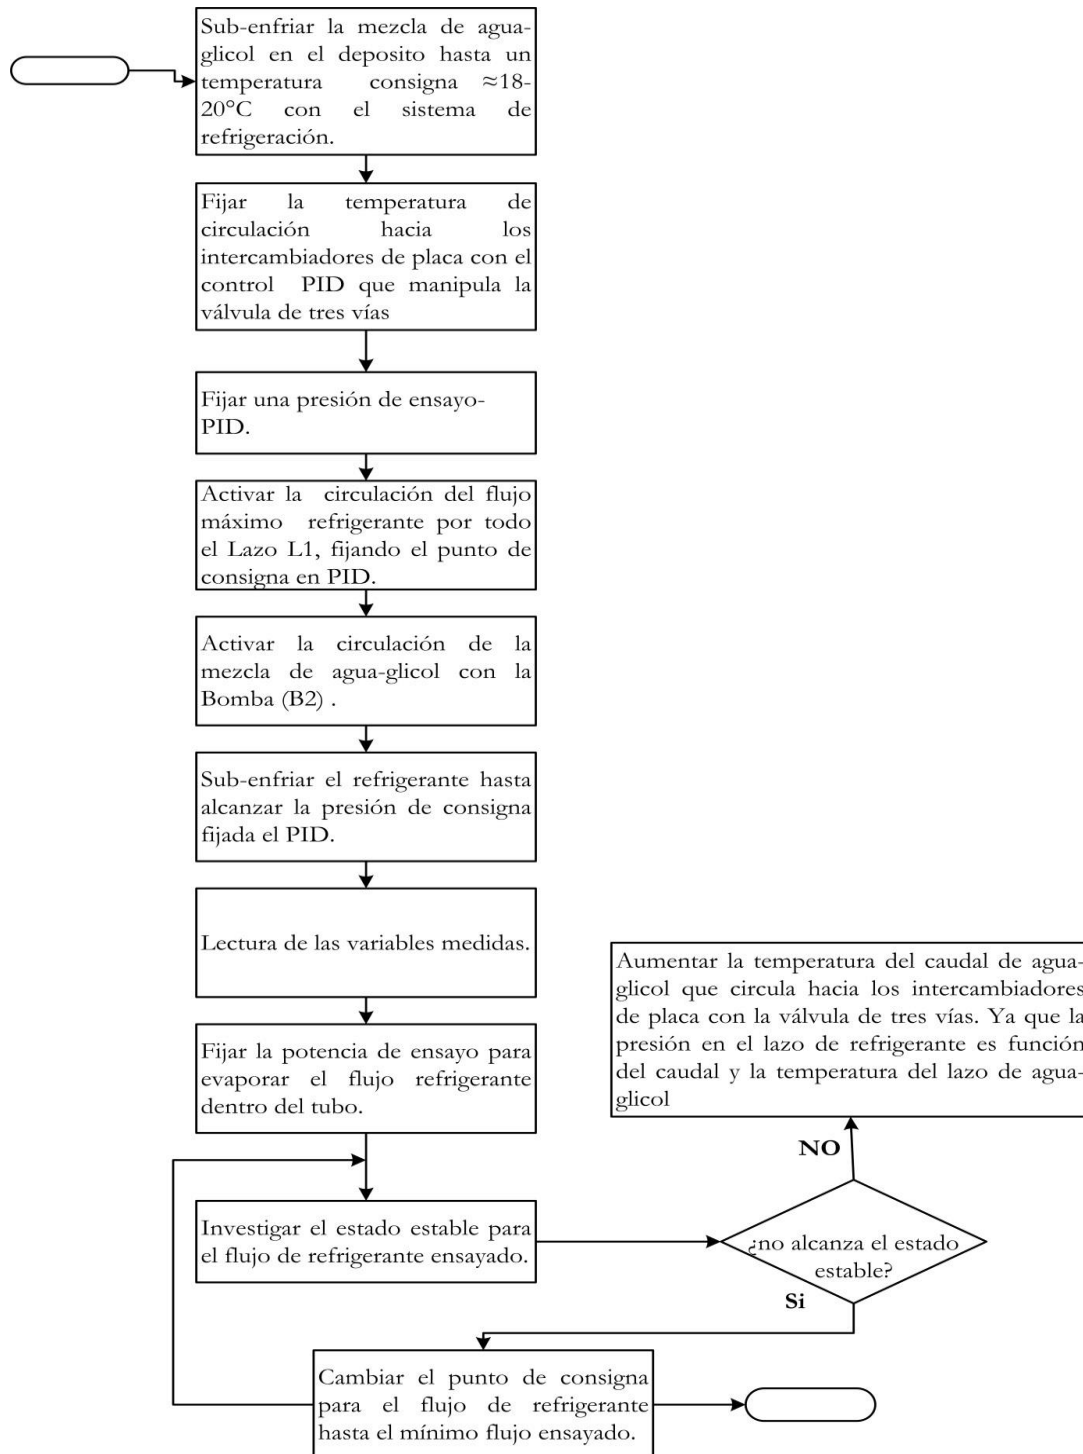 Sub-enfriar la mezcla de agua-
glicol en el deposito hasta un
temperatura consigna ≈18-
20°C con el sistema de
refrigeración.
Fijar la temperatura de
circulación hacia los
intercambiadores de placa con el
control PID que manipula la
válvula de tres vías
Fijar una presión de ensayo-
PID.
Activar la circulación del flujo
máximo refrigerante por todo
el Lazo L1, fijando el punto de
consigna en PID.
Activar la circulación de la
mezcla de agua-glicol con la
Bomba (B2) .
Sub-enfriar el refrigerante hasta
alcanzar la presión de consigna
fijada el PID.
Lectura de las variables medidas.
Fijar la potencia de ensayo para
evaporar el flujo refrigerante
dentro del tubo.
Investigar el estado estable para
el flujo de refrigerante ensayado.
¿no alcanza el estado
estable?
NO
Aumentar la temperatura del caudal de agua-
glicol que circula hacia los intercambiadores
de placa con la válvula de tres vías. Ya que la
presión en el lazo de refrigerante es función
del caudal y la temperatura del lazo de agua-
glicol
Si
Cambiar el punto de consigna
para el flujo de refrigerante
hasta el mínimo flujo ensayado.